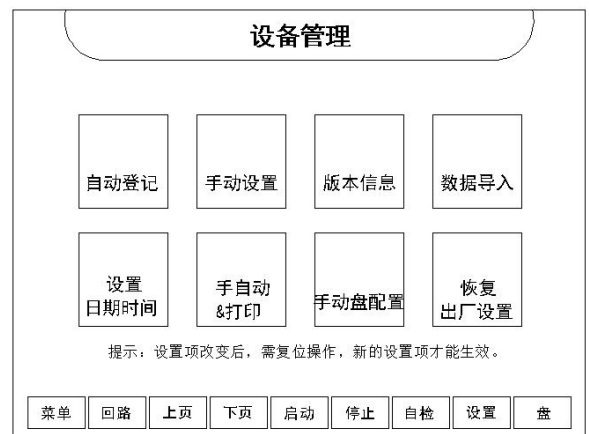 设备管理
自动登记 手动设置 版本信息 数据导入
设置 手自动 手动盘配置 恢复
日期时间 &打印 出厂设置
提示：设置项改变后，需复位操作，新的设置项才能生效。
菜单 回路 上页 下页 启动 停止 自检 设置 盘